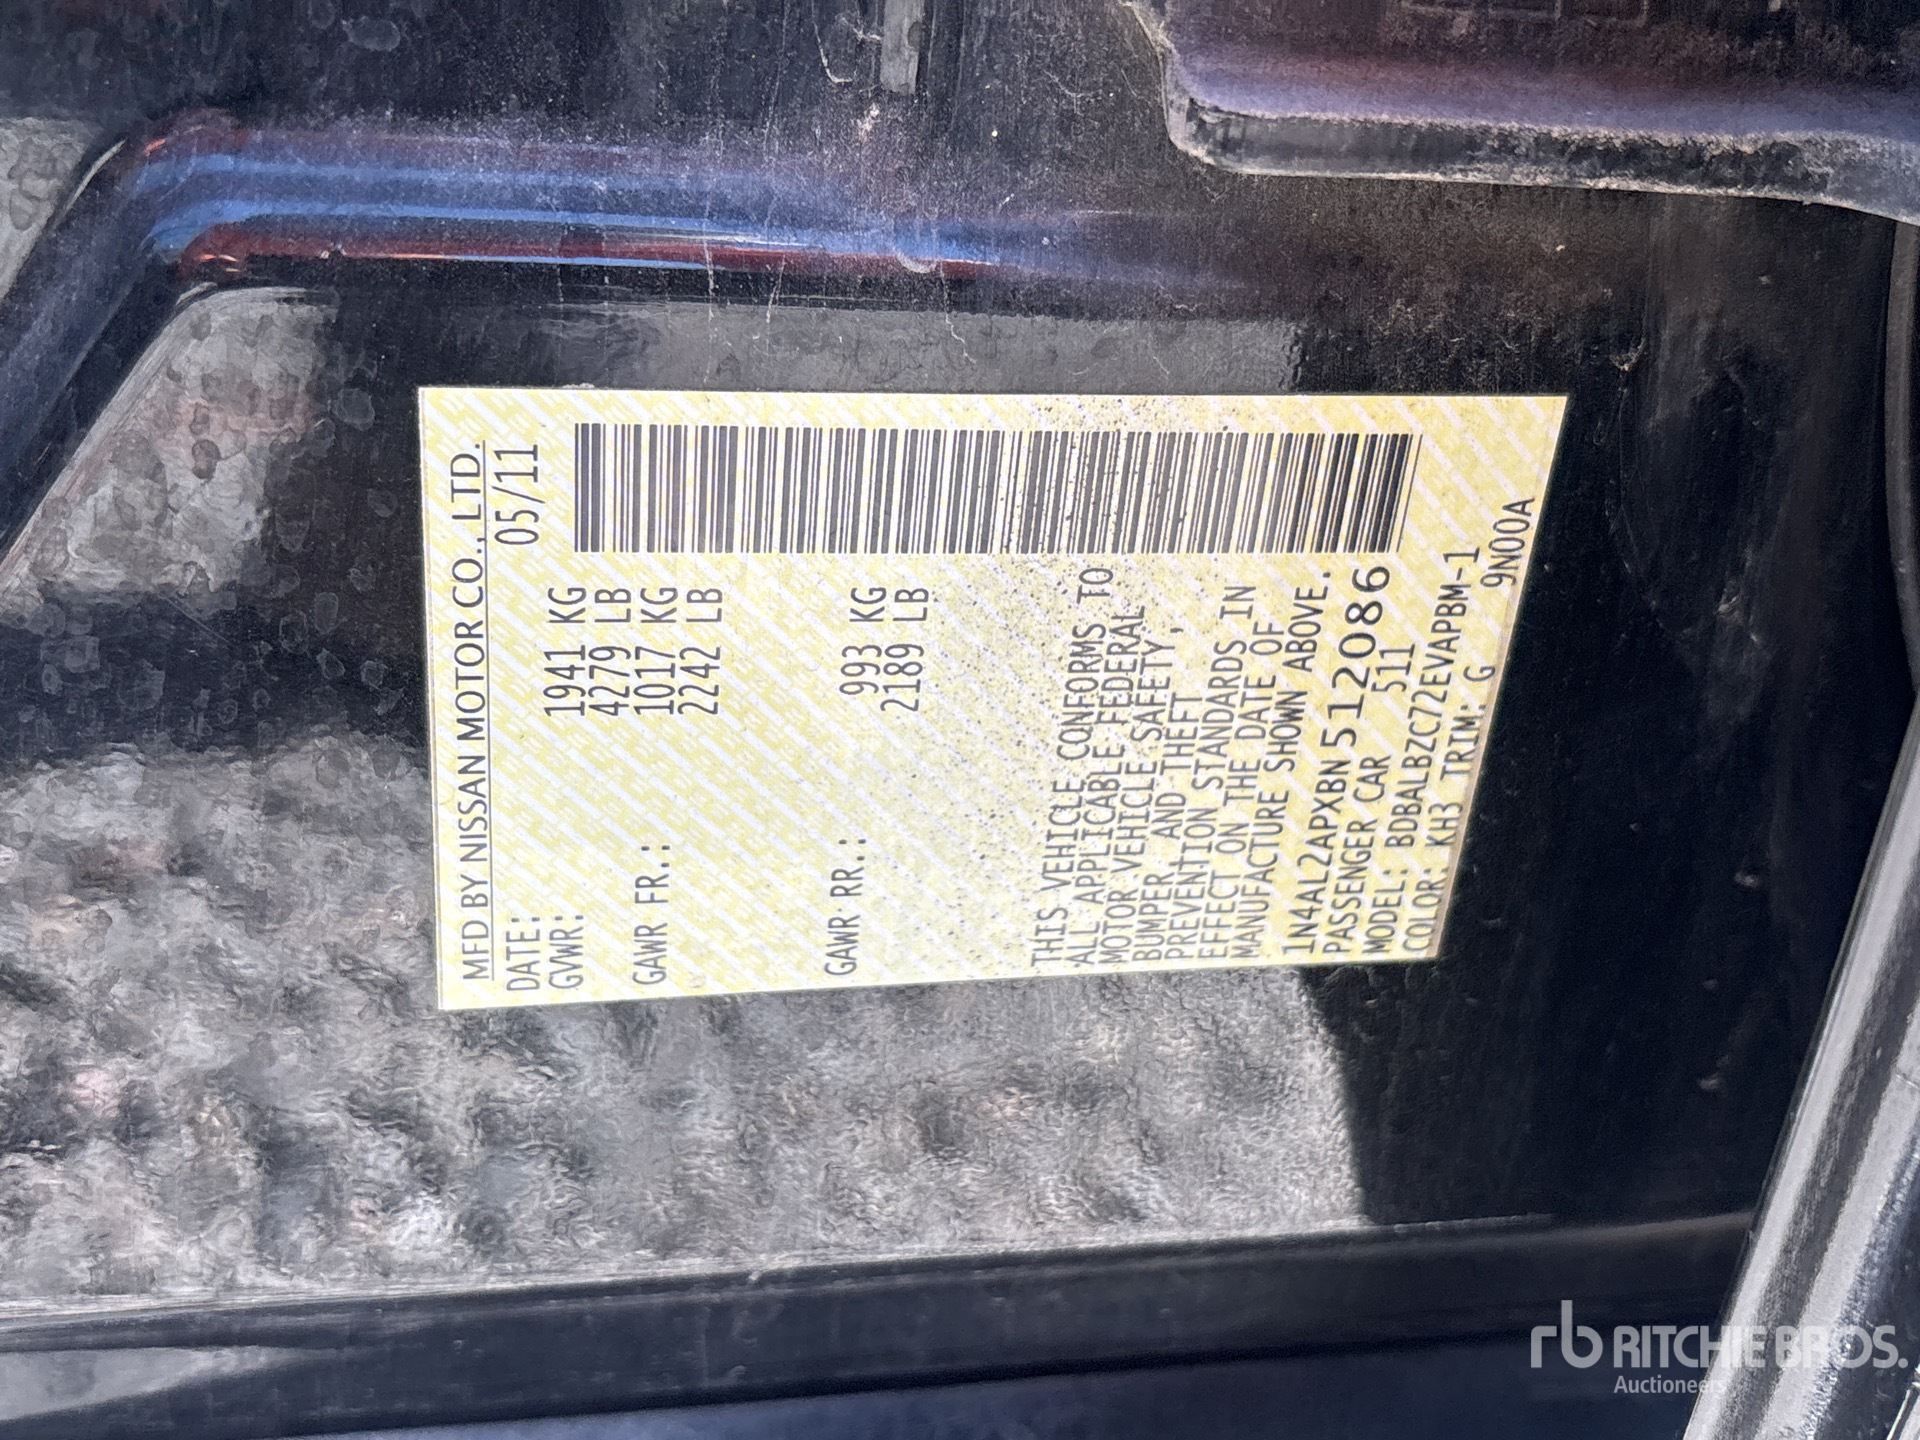 MFD BY NISSAN MOTOR CO., LTD.
DATE: 05/11
GVWR: 1941 KG
4279 LB
GAWR FR.: 1017 KG
2242 LB
GAWR RR.: 993 KG
2189 LB
THIS VEHICLE CONFORMS TO
ALL APPLICABLE FEDERAL
MOTOR VEHICLE SAFETY,
BUMPER, AND THEFT
PREVENTION STANDARDS IN
EFFECT ON THE DATE OF
MANUFACTURE SHOWN ABOVE.
1N4AL2APXBN512086
PASSENGER CAR 511
MODEL: BDBALBZC72EVAPBM-1
COLOR: KH3 TRIM: G 9N00A
rb RITCHIE BROS.
Auctioneers